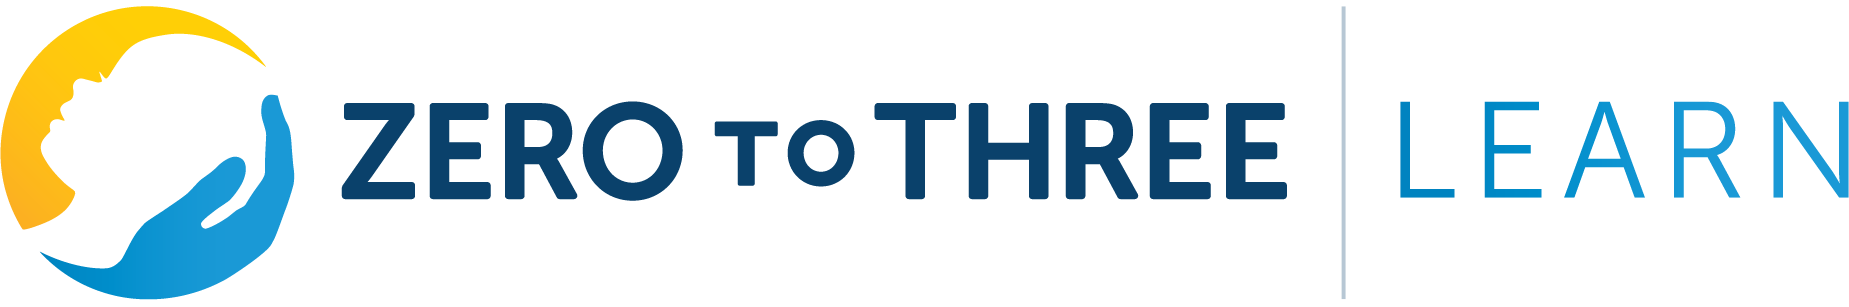 ZERO TO THREE | LEARN